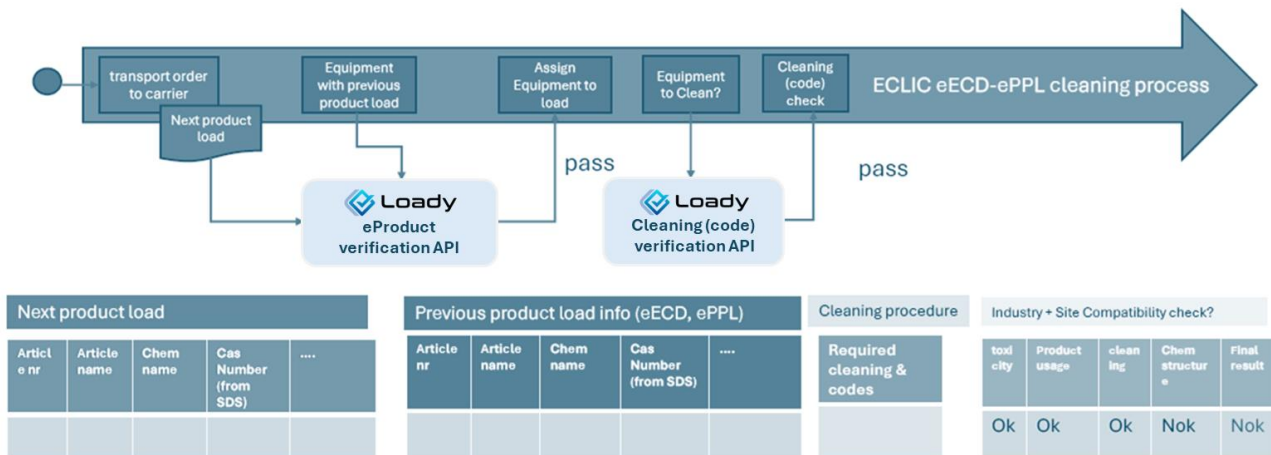 transport order
to carrier
Next product
load
Equipment
with previous
product load
Assign
Equipment to
load
Equipment
to Clean?
Cleaning
(code)
check
ECLIC eECD-ePPL cleaning process
pass
pass
Loady
eProduct
verification API
Loady
Cleaning (code)
verification API
Next product load
Articl
e nr
Article
name
Chem
name
Cas
Number
(from
SDS)
....
Previous product load info (eECD, ePPL)
Article
nr
Article
name
Chem
name
Cas
Number
(from SDS)
....
Cleaning procedure
Required
cleaning &
codes
Industry + Site Compatibility check?
toxi
city
Product
usage
clean
ing
Chem
structur
e
Final
result
Ok
Ok
Ok
Nok
Nok